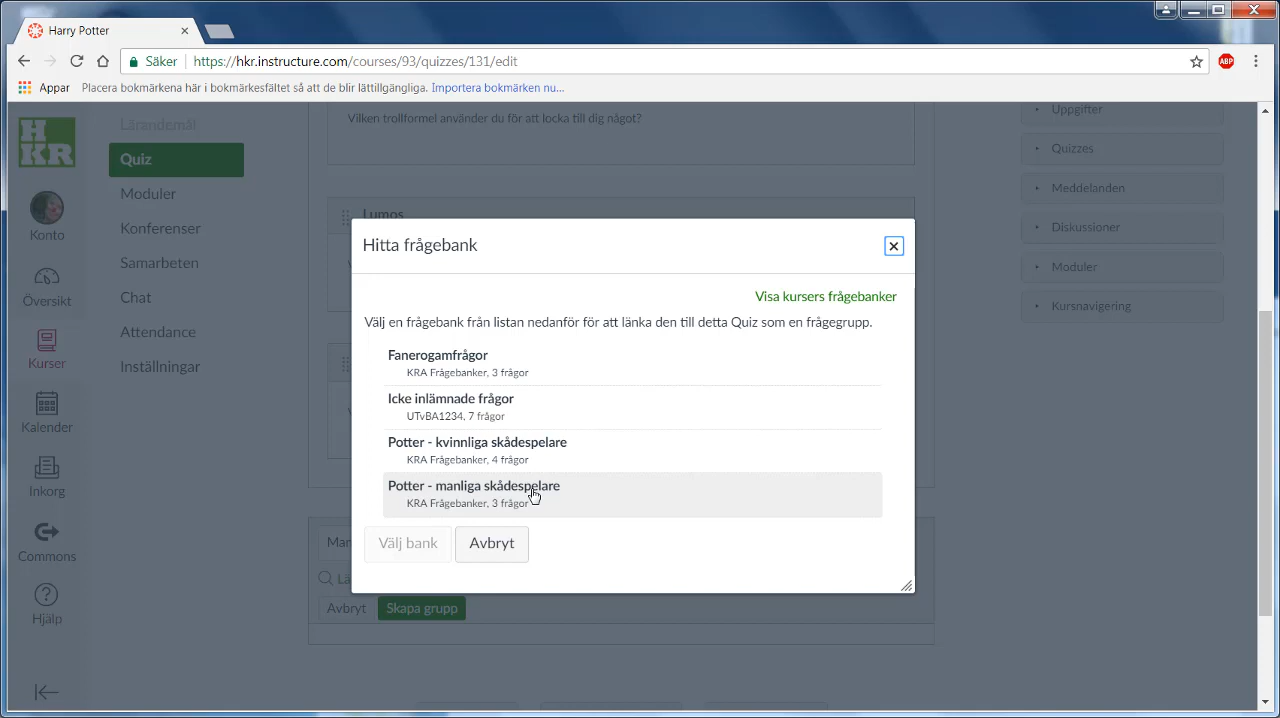 Harry Potter
Säker https://hkr.instructure.com/courses/93/quizzes/131/edit
ABP
Appar Placera bokmärkena här i bokmärkesfältet så att de blir lättillgängliga. Importera bokmärken nu...
HKR
Konto
Översikt
Kurser
Kalender
Inkorg
Commons
Hjälp
Lärandemål
Quiz
Moduler
Konferenser
Samarbeten
Chat
Attendance
Inställningar
Vilken trollformel använder du för att locka till dig något?
Lumos
Hitta frågebank
Visa kursers frågebanker
Välj en frågebank från listan nedanför för att länka den till detta Quiz som en frågegrupp.
Fanerogamfrågor
KRA Frågebanker, 3 frågor
Icke inlämnade frågor
UTvBA1234, 7 frågor
Potter - kvinnliga skådespelare
KRA Frågebanker, 4 frågor
Potter - manliga skådespelare
KRA Frågebanker, 3 frågor
Välj bank Avbryt
Avbryt Skapa grupp
Uppgifter
Quizzes
Meddelanden
Diskussioner
Moduler
Kursnavigering